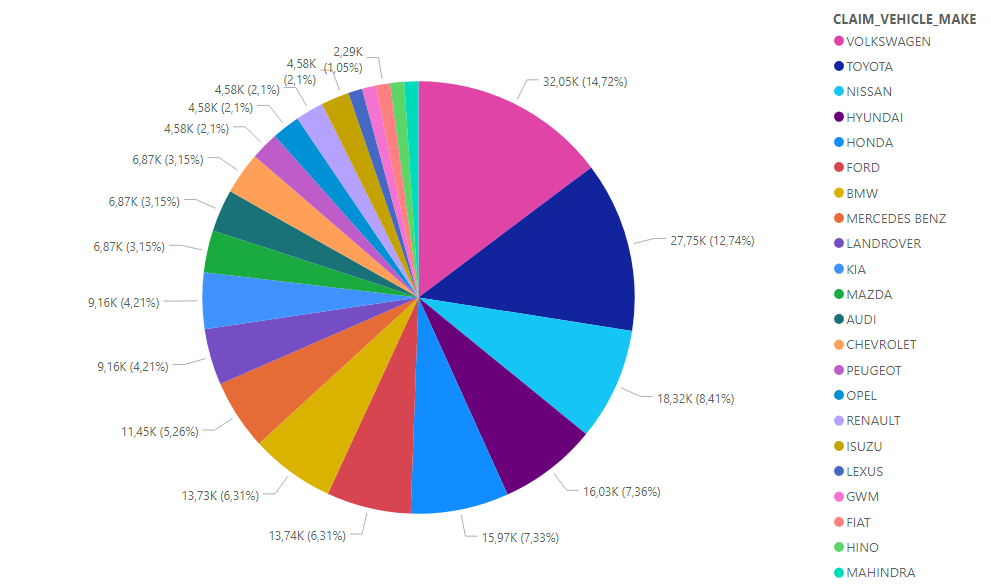 CLAIM_VEHICLE_MAKE
VOLKSWAGEN
TOYOTA
NISSAN
HYUNDAI
HONDA
FORD
BMW
MERCEDES BENZ
LANDROVER
KIA
MAZDA
AUDI
CHEVROLET
PEUGEOT
OPEL
RENAULT
ISUZU
LEXUS
GWM
FIAT
HINO
MAHINDRA
32,05K (14,72%)
27,75K (12,74%)
18,32K (8,41%)
16,03K (7,36%)
15,97K (7,33%)
13,74K (6,31%)
13,73K (6,31%)
11,45K (5,26%)
9,16K (4,21%)
9,16K (4,21%)
6,87K (3,15%)
6,87K (3,15%)
6,87K (3,15%)
4,58K (2,1%)
4,58K (2,1%)
4,58K (2,1%)
4,58K
(2,1%)
2,29K
(1,05%)